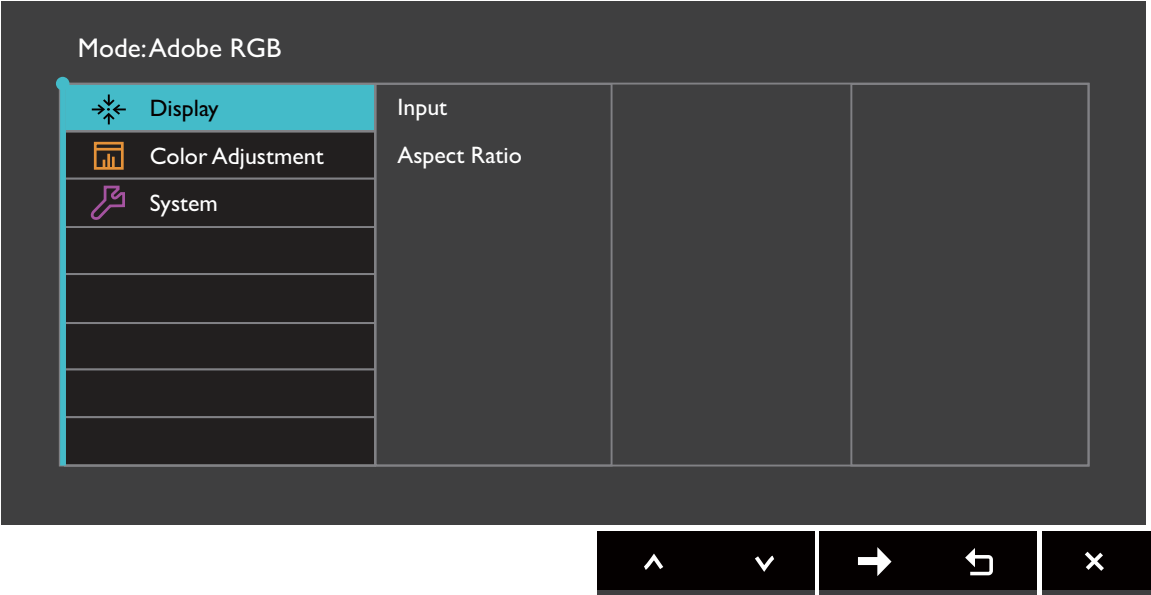 Mode: Adobe RGB
Display
Input
Color Adjustment
Aspect Ratio
System